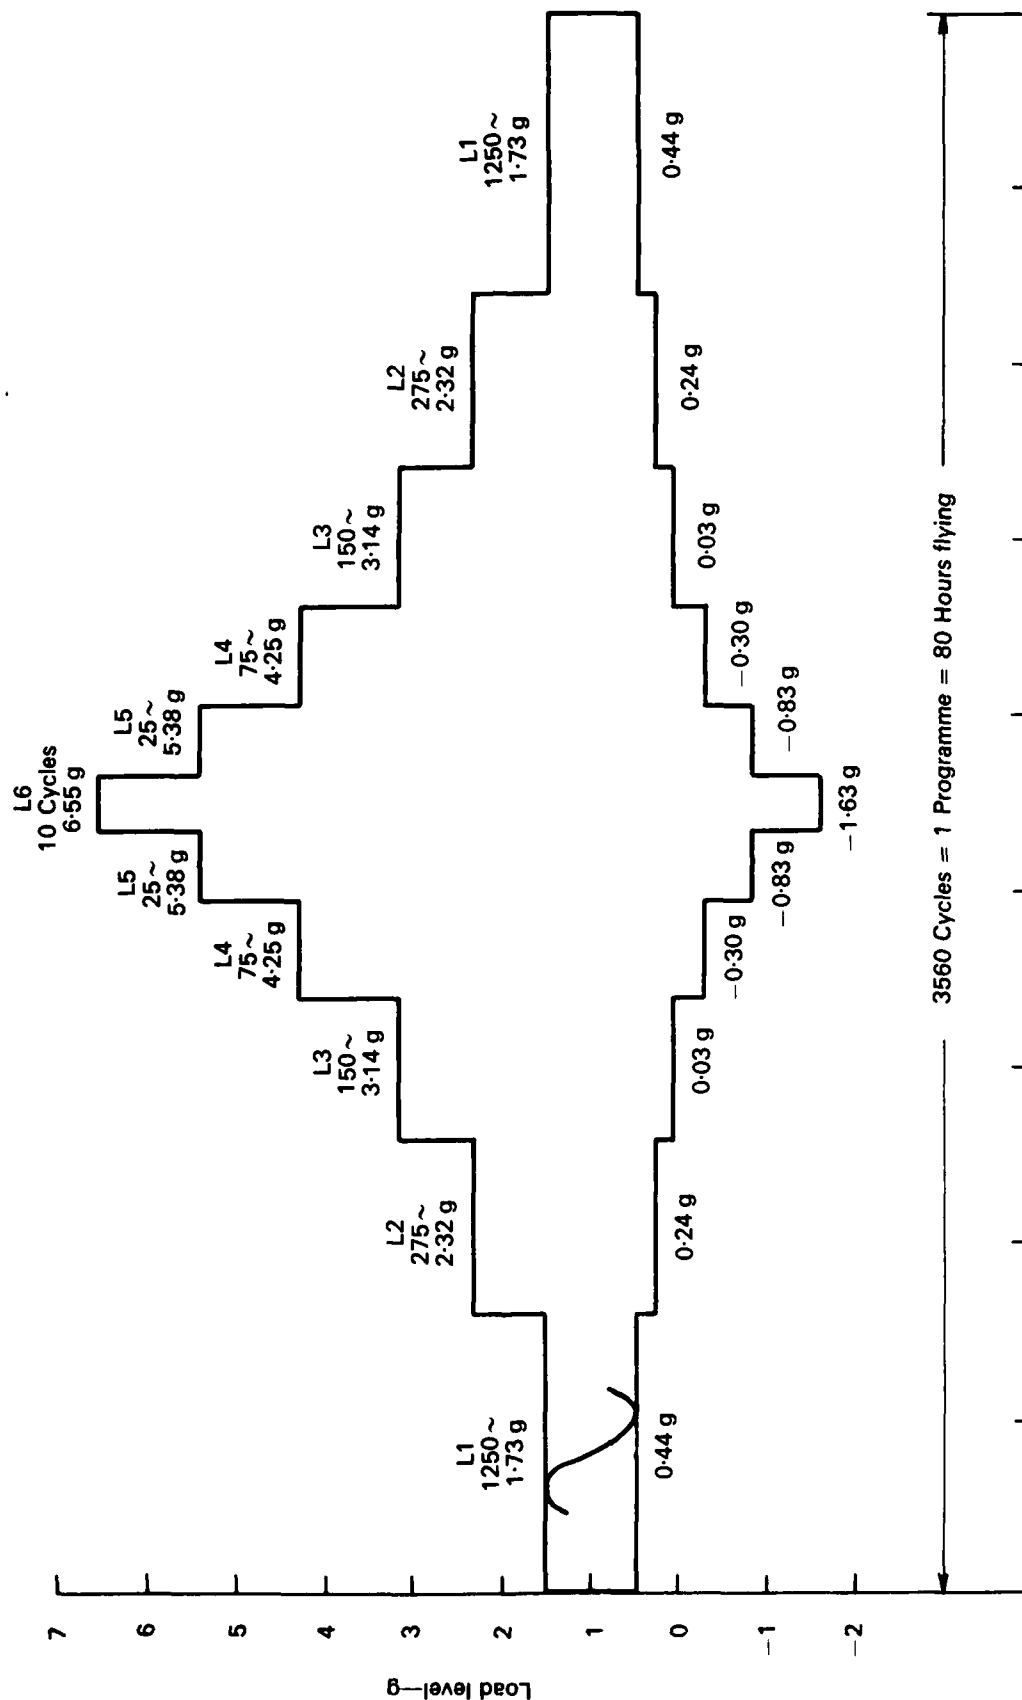 Load level—g
7
6
5
4
3
2
1
0
−1
−2
L1
1250~
1·73 g
L2
275~
2·32 g
L3
150~
3·14 g
L4
75~
4·25 g
L5
25~
5·38 g
L6
10 Cycles
6·55 g
L5
25~
5·38 g
L4
75~
4·25 g
L3
150~
3·14 g
L2
275~
2·32 g
L1
1250~
1·73 g
0·44 g
0·24 g
0·03 g
−0·30 g
−0·83 g
−1·63 g
−0·83 g
−0·30 g
0·03 g
0·24 g
0·44 g
3560 Cycles = 1 Programme = 80 Hours flying